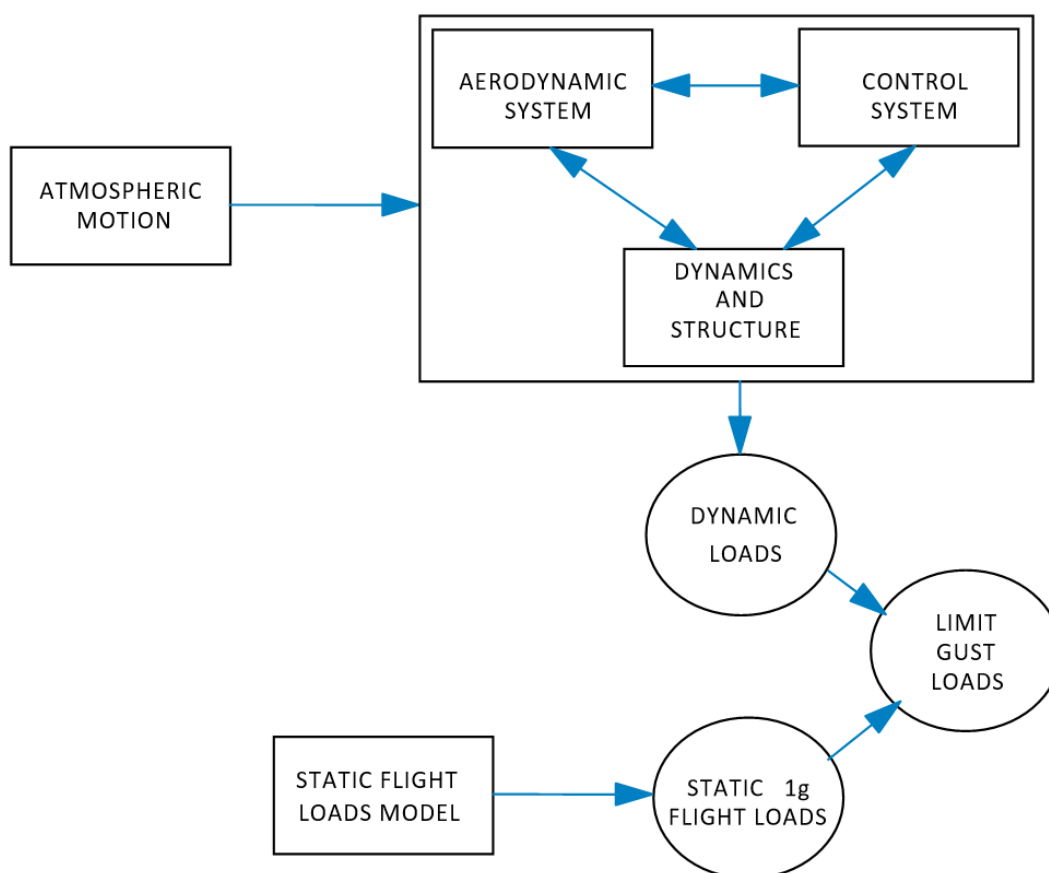 AERODYNAMIC
SYSTEM
CONTROL
SYSTEM
ATMOSPHERIC
MOTION
DYNAMICS
AND
STRUCTURE
DYNAMIC
LOADS
LIMIT
GUST
LOADS
STATIC FLIGHT
LOADS MODEL
STATIC 1g
FLIGHT LOADS